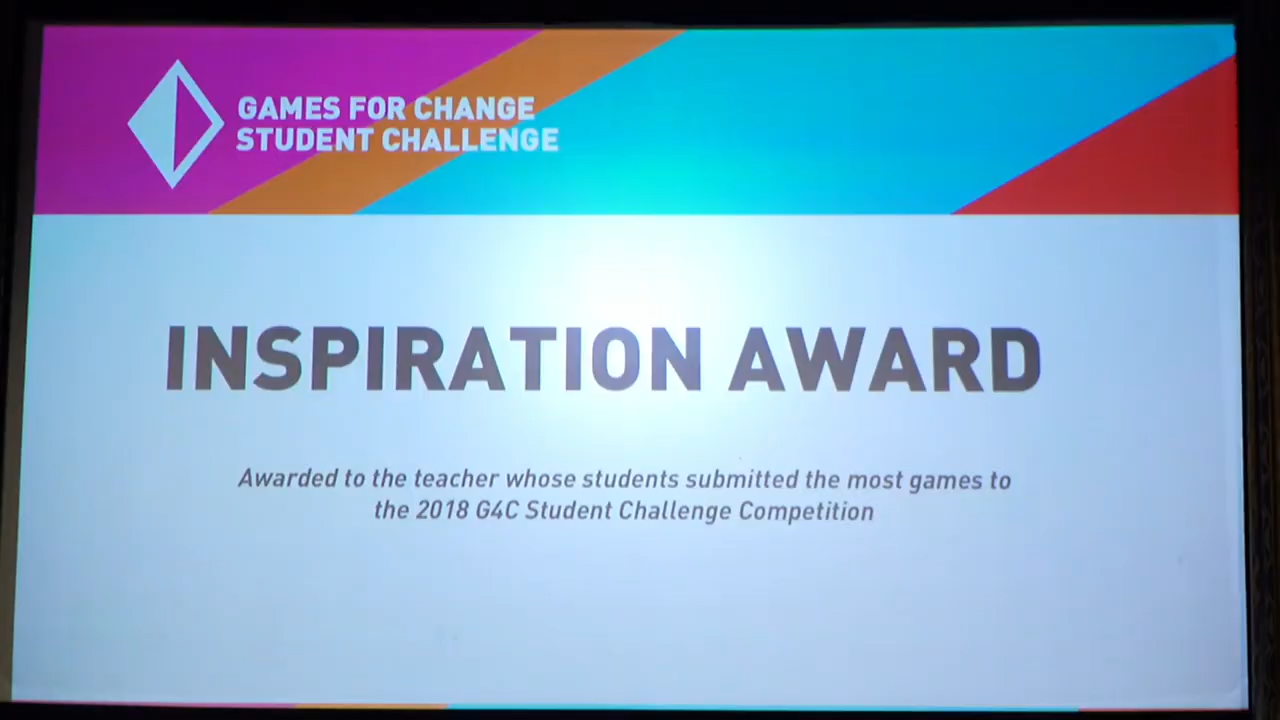 GAMES FOR CHANGE
STUDENT CHALLENGE
INSPIRATION AWARD
Awarded to the teacher whose students submitted the most games to
the 2018 G4C Student Challenge Competition